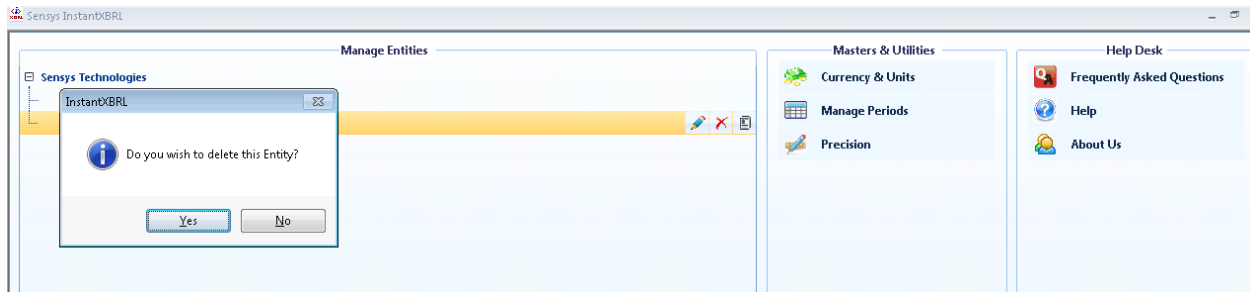 Sensys InstantXBRL
Manage Entities
Sensys Technologies
InstantXBRL
Do you wish to delete this Entity?
Yes
No
Masters & Utilities
Currency & Units
Manage Periods
Precision
Help Desk
Frequently Asked Questions
Help
About Us